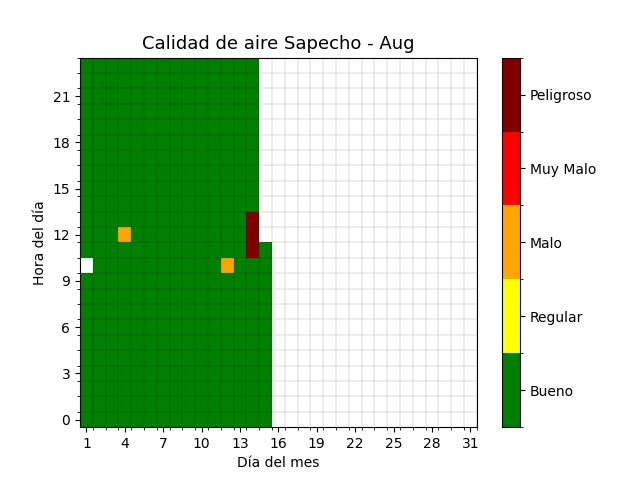 Calidad de aire Sapecho - Aug
Hora del día
21
18
15
12
9
6
3
0
1 4 7 10 13 16 19 22 25 28 31
Día del mes
Peligroso
Muy Malo
Malo
Regular
Bueno